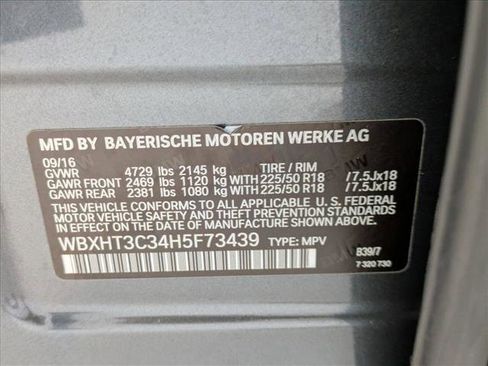 MFD BY BAYERISCHE MOTOREN WERKE AG
09/16
GVWR 4729 lbs 2145 kg TIRE / RIM
GAWR FRONT 2469 lbs 1120 kg WITH 225/50 R18 /7.5Jx18
GAWR REAR 2381 lbs 1080 kg WITH 225/50 R18 /7.5Jx18
THIS VEHICLE CONFORMS TO ALL APPLICABLE U.S. FEDERAL
MOTOR VEHICLE SAFETY, BUMPER, AND THEFT PREVENTION STANDARDS
IN EFFECT ON THE DATE OF MANUFACTURE SHOWN ABOVE.
WBXHT3C34H5F73439 TYPE: MPV
B39/7
7 320 730